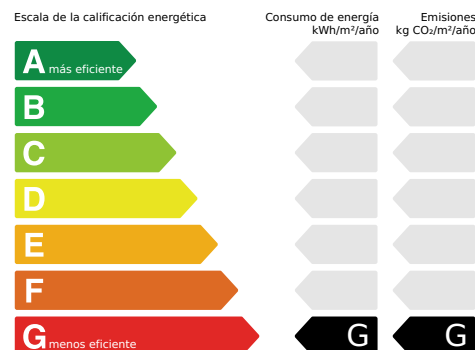 Escala de la calificación energética
Consumo de energía
kWh/m²/año
Emisiones
kg CO₂/m²/año
A más eficiente
B
C
D
E
F
G menos eficiente
G
G